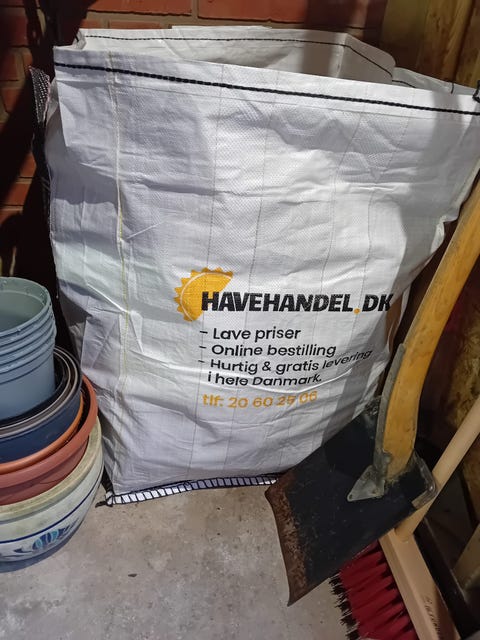 HAVEHANDEL.DK
- Lave priser
- Online bestilling
- Hurtig & gratis levering
i hele Danmark.
tlf: 20 60 25 06